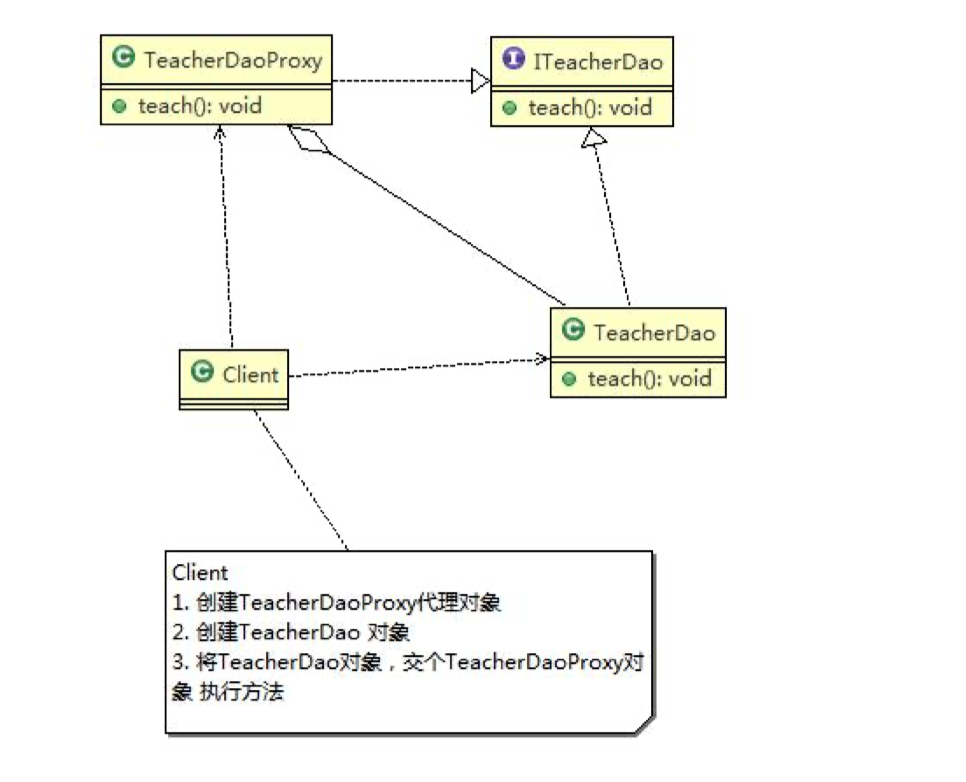 TeacherDaoProxy
teach(): void
ITeacherDao
teach(): void
TeacherDao
teach(): void
Client
Client
1. 创建TeacherDaoProxy代理对象
2. 创建TeacherDao 对象
3. 将TeacherDao对象，交个TeacherDaoProxy对
象 执行方法